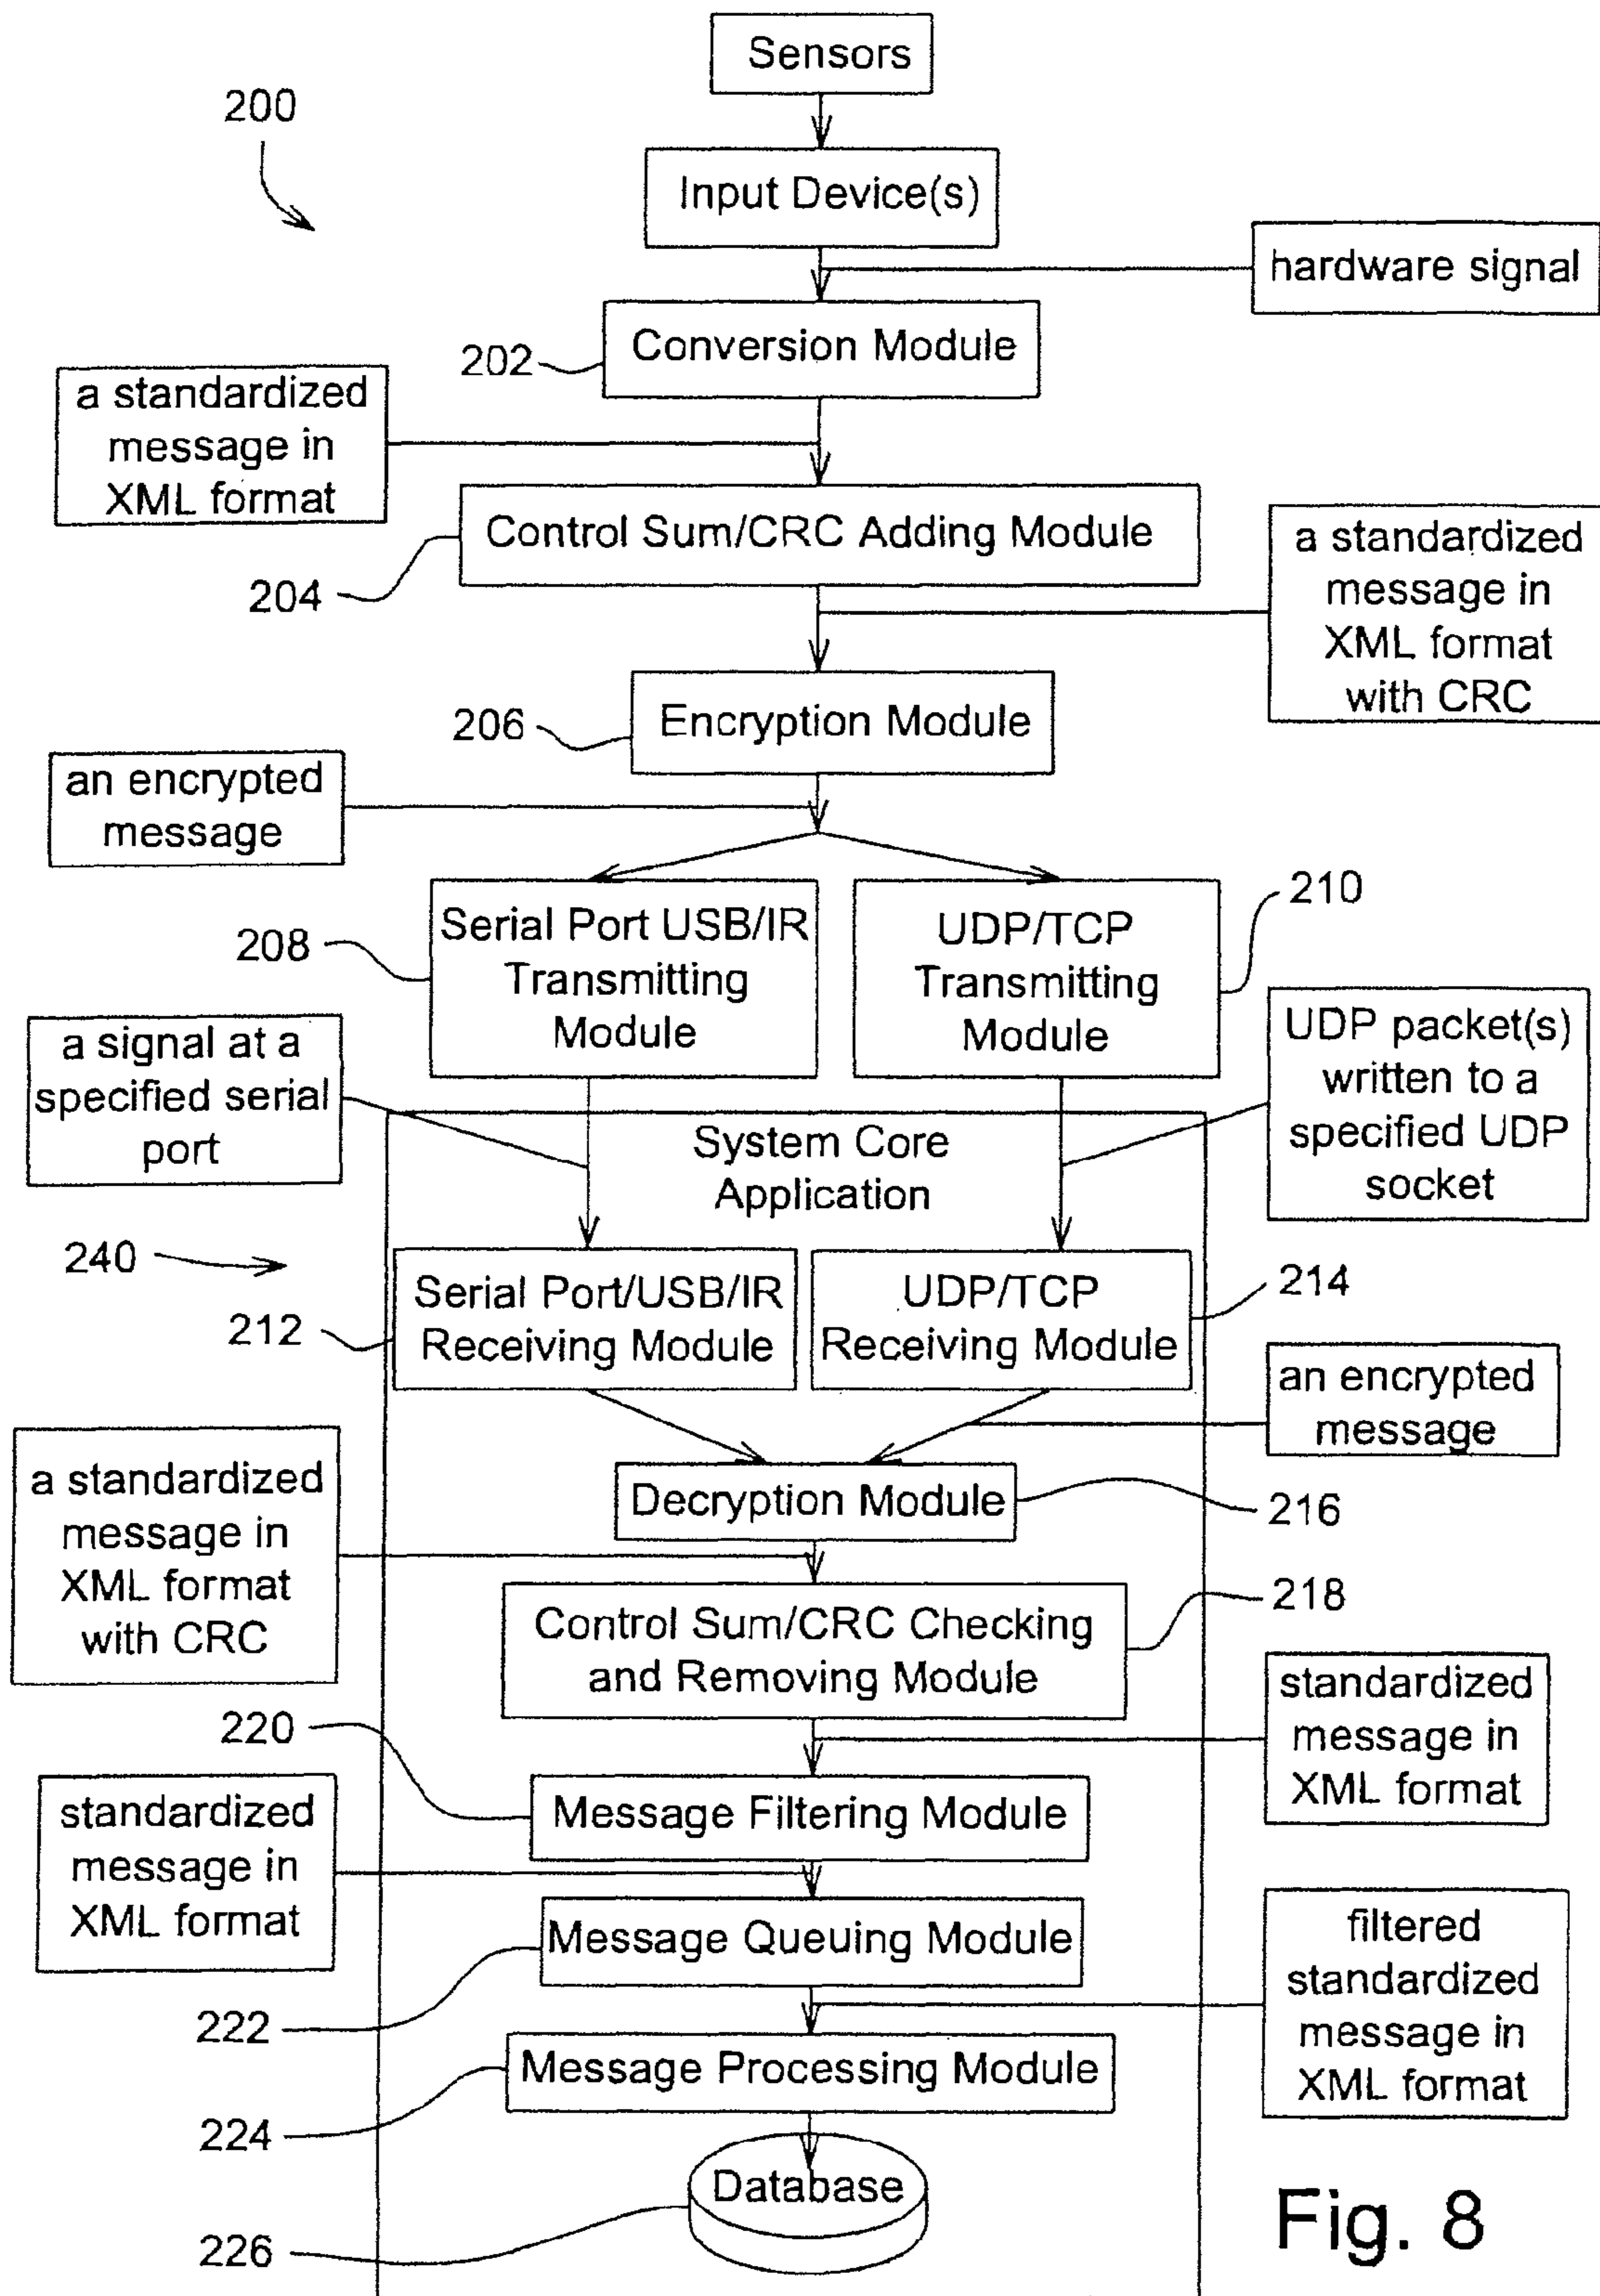 Sensors
200
Input Device(s)
hardware signal
Conversion Module
202
a standardized
message in
XML format
Control Sum/CRC Adding Module
204
a standardized
message in
XML format
with CRC
Encryption Module
206
an encrypted
message
Serial Port USB/IR
Transmitting
Module
208
UDP/TCP
Transmitting
Module
210
a signal at a
specified serial
port
UDP packet(s)
written to a
specified UDP
socket
System Core
Application
240
Serial Port/USB/IR
Receiving Module
212
UDP/TCP
Receiving Module
214
an encrypted
message
Decryption Module
216
a standardized
message in
XML format
with CRC
Control Sum/CRC Checking
and Removing Module
218
standardized
message in
XML format
220
Message Filtering Module
standardized
message in
XML format
Message Queuing Module
222
filtered
standardized
message in
XML format
Message Processing Module
224
Database
226
Fig. 8